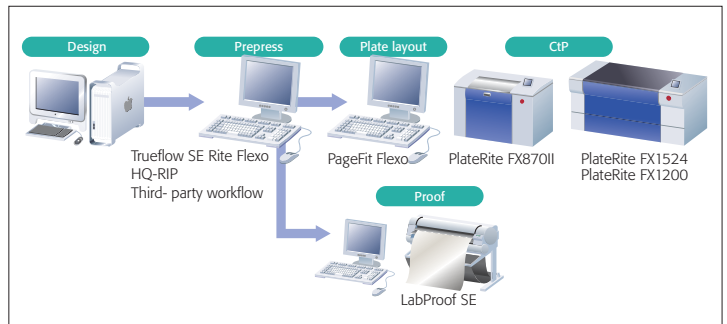 Design
Prepress
Plate layout
CtP
Trueflow SE Rite Flexo
HQ-RIP
Third- party workflow
PageFit Flexo
PlateRite FX870II
PlateRite FX1524
PlateRite FX1200
Proof
LabProof SE